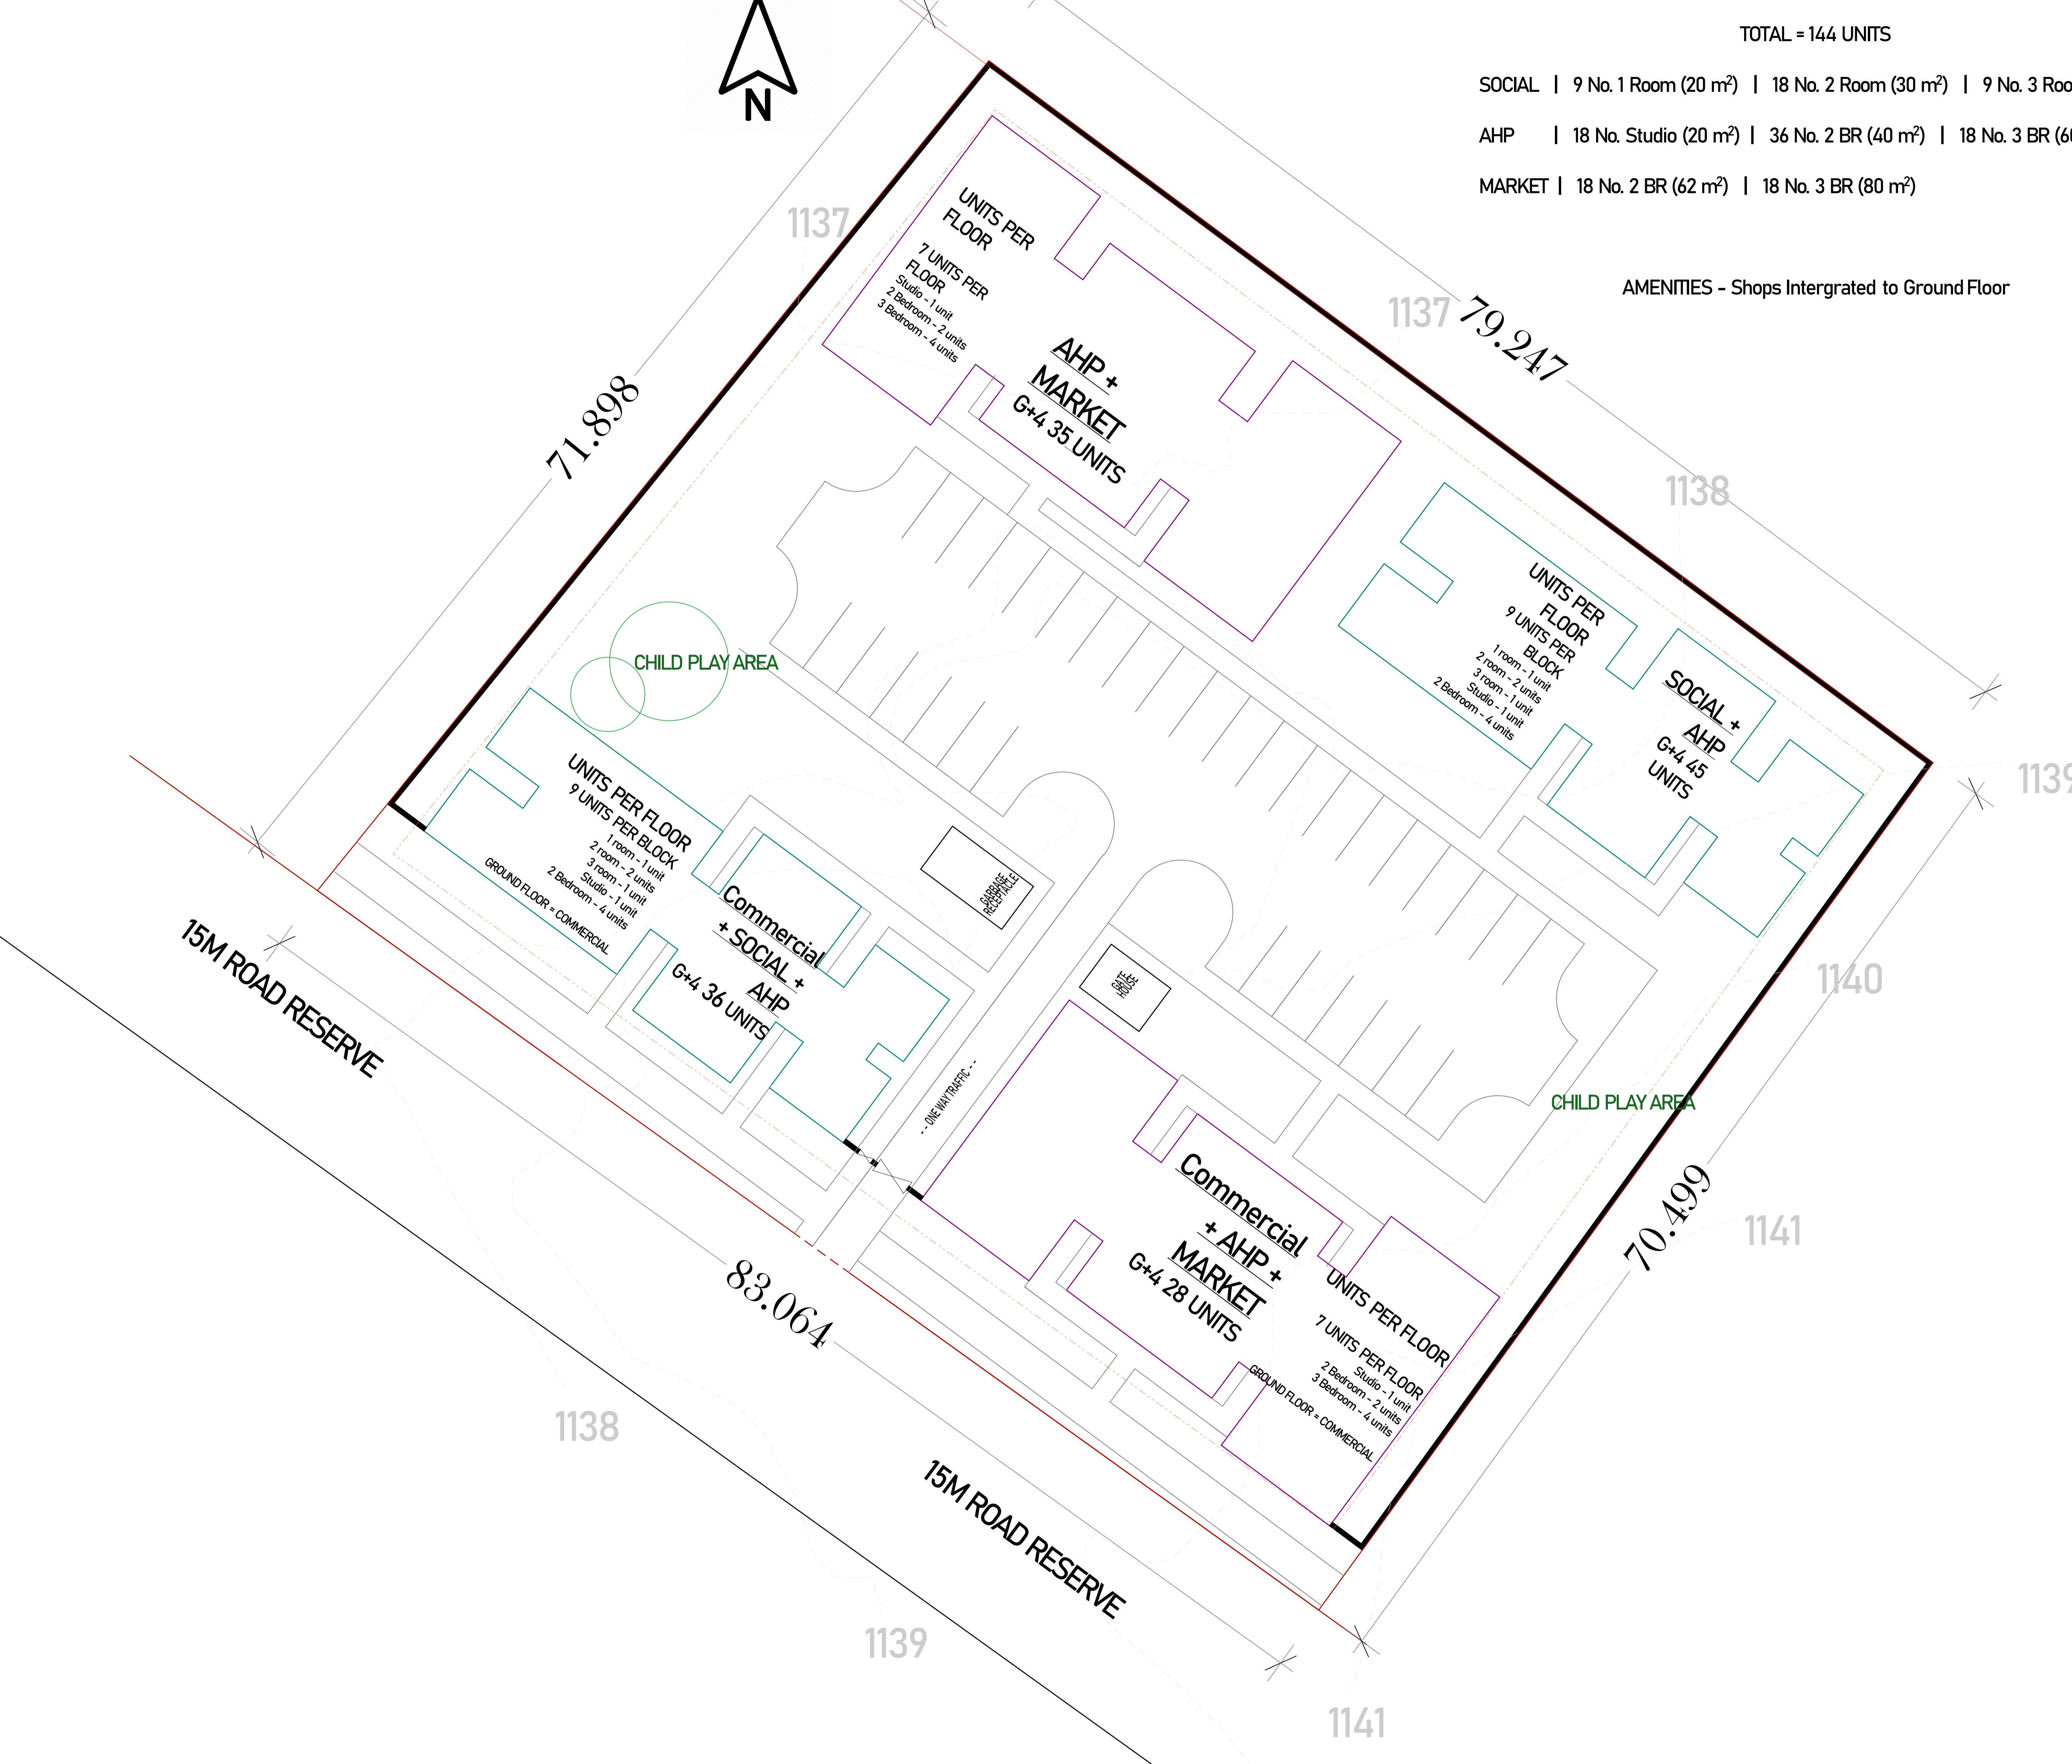 N
TOTAL = 144 UNITS
SOCIAL | 9 No. 1 Room (20 m²) | 18 No. 2 Room (30 m²) | 9 No. 3
AHP | 18 No. Studio (20 m²) | 36 No. 2 BR (40 m²) | 18 No. 3 BR
MARKET | 18 No. 2 BR (62 m²) | 18 No. 3 BR (80 m²)
AMENITIES - Shops Intergrated to Ground Floor
1137
1137
79.247
1138
71.898
UNITS PER
FLOOR
7 UNITS PER
FLOOR
Studio - 1 unit
2 Bedroom - 2 units
3 Bedroom - 4 units
AHP +
MARKET
G+4 35 UNITS
UNITS PER
FLOOR
9 UNITS PER
BLOCK
1 room - 1 unit
2 room - 2 units
3 room - 1 unit
Studio - 1 unit
2 Bedroom - 4 units
SOCIAL +
AHP
G+4 45
UNITS
1139
CHILD PLAY AREA
UNITS PER FLOOR
9 UNITS PER BLOCK
1 room - 1 unit
2 room - 2 units
3 room - 1 unit
Studio - 1 unit
2 Bedroom - 4 units
GROUND FLOOR = COMMERCIAL
Commercial
+ SOCIAL +
AHP
G+4 36 UNITS
GARBAGE
RECEPTACLE
GATE
HOUSE
1140
15M ROAD RESERVE
- - ONE WAY TRAFFIC - -
CHILD PLAY AREA
70.499
1141
Commercial
+ AHP +
MARKET
G+4 28 UNITS
UNITS PER FLOOR
7 UNITS PER FLOOR
Studio - 1 unit
2 Bedroom - 2 units
3 Bedroom - 4 units
GROUND FLOOR = COMMERCIAL
83.064
1138
15M ROAD RESERVE
1139
1141